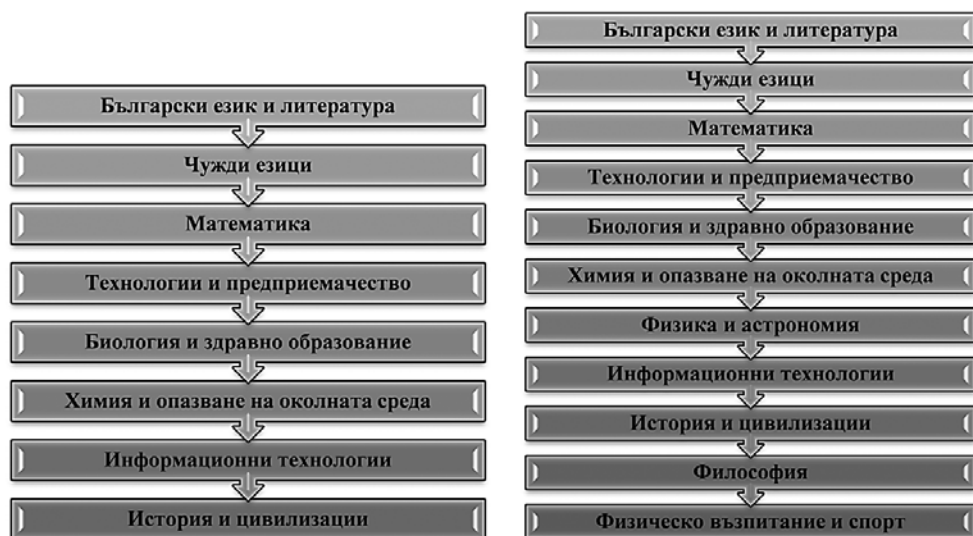 Български език и литература
Чужди езици
Математика
Технологии и предприемачество
Биология и здравно образование
Химия и опазване на околната среда
Информационни технологии
История и цивилизации
Български език и литература
Чужди езици
Математика
Технологии и предприемачество
Биология и здравно образование
Химия и опазване на околната среда
Физика и астрономия
Информационни технологии
История и цивилизации
Философия
Физическо възпитание и спорт